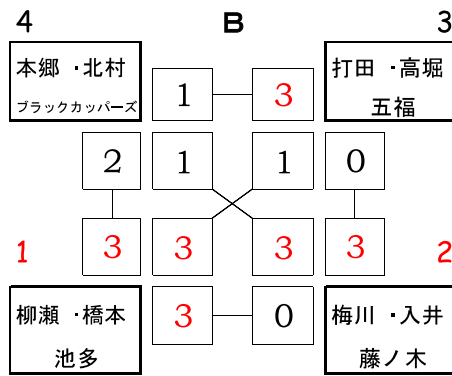 4 B 3
本郷 ・北村 打田 ・高堀
ブラックカッパーズ 五福
1 3
2 1 1 0
3 3 3 3
1 2
3 0
柳瀬 ・橋本 梅川 ・入井
池多 藤ノ木